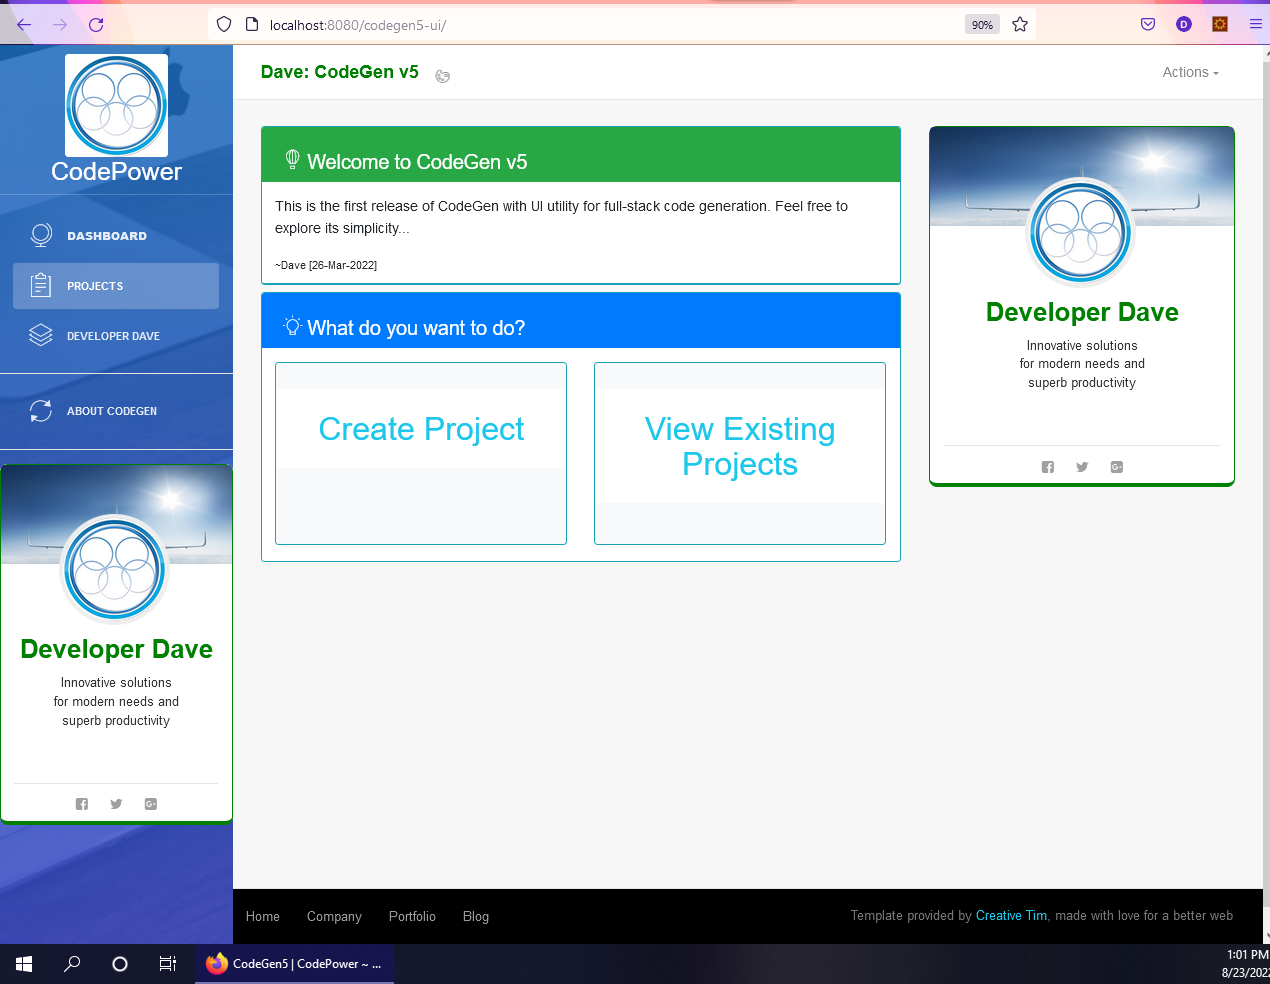 localhost:8080/codegen5-ui/
90%
D
CodePower
DASHBOARD
PROJECTS
DEVELOPER DAVE
ABOUT CODEGEN
Developer Dave
Innovative solutions
for modern needs and
superb productivity
Dave: CodeGen v5
Actions
Welcome to CodeGen v5
This is the first release of CodeGen with UI utility for full-stack code generation. Feel free to
explore its simplicity...
~Dave [26-Mar-2022]
What do you want to do?
Create Project
View Existing
Projects
Developer Dave
Innovative solutions
for modern needs and
superb productivity
Home Company Portfolio Blog
Template provided by Creative Tim, made with love for a better web
CodeGen5 | CodePower ~ ...
1:01 PM
8/23/202